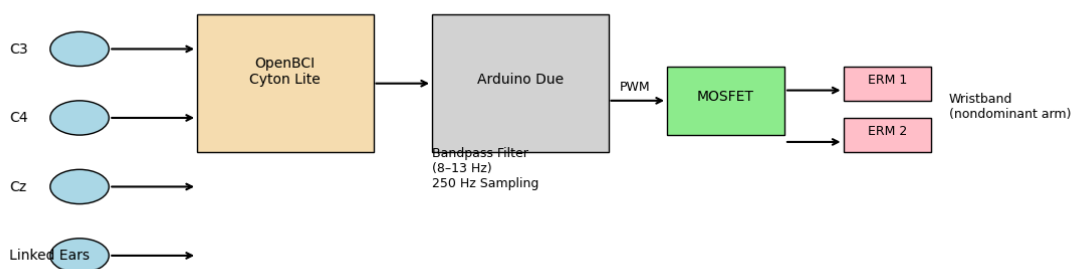 C3
C4
Cz
Linked Ears
OpenBCI
Cyton Lite
Arduino Due
Bandpass Filter
(8–13 Hz)
250 Hz Sampling
PWM
MOSFET
ERM 1
ERM 2
Wristband
(nondominant arm)